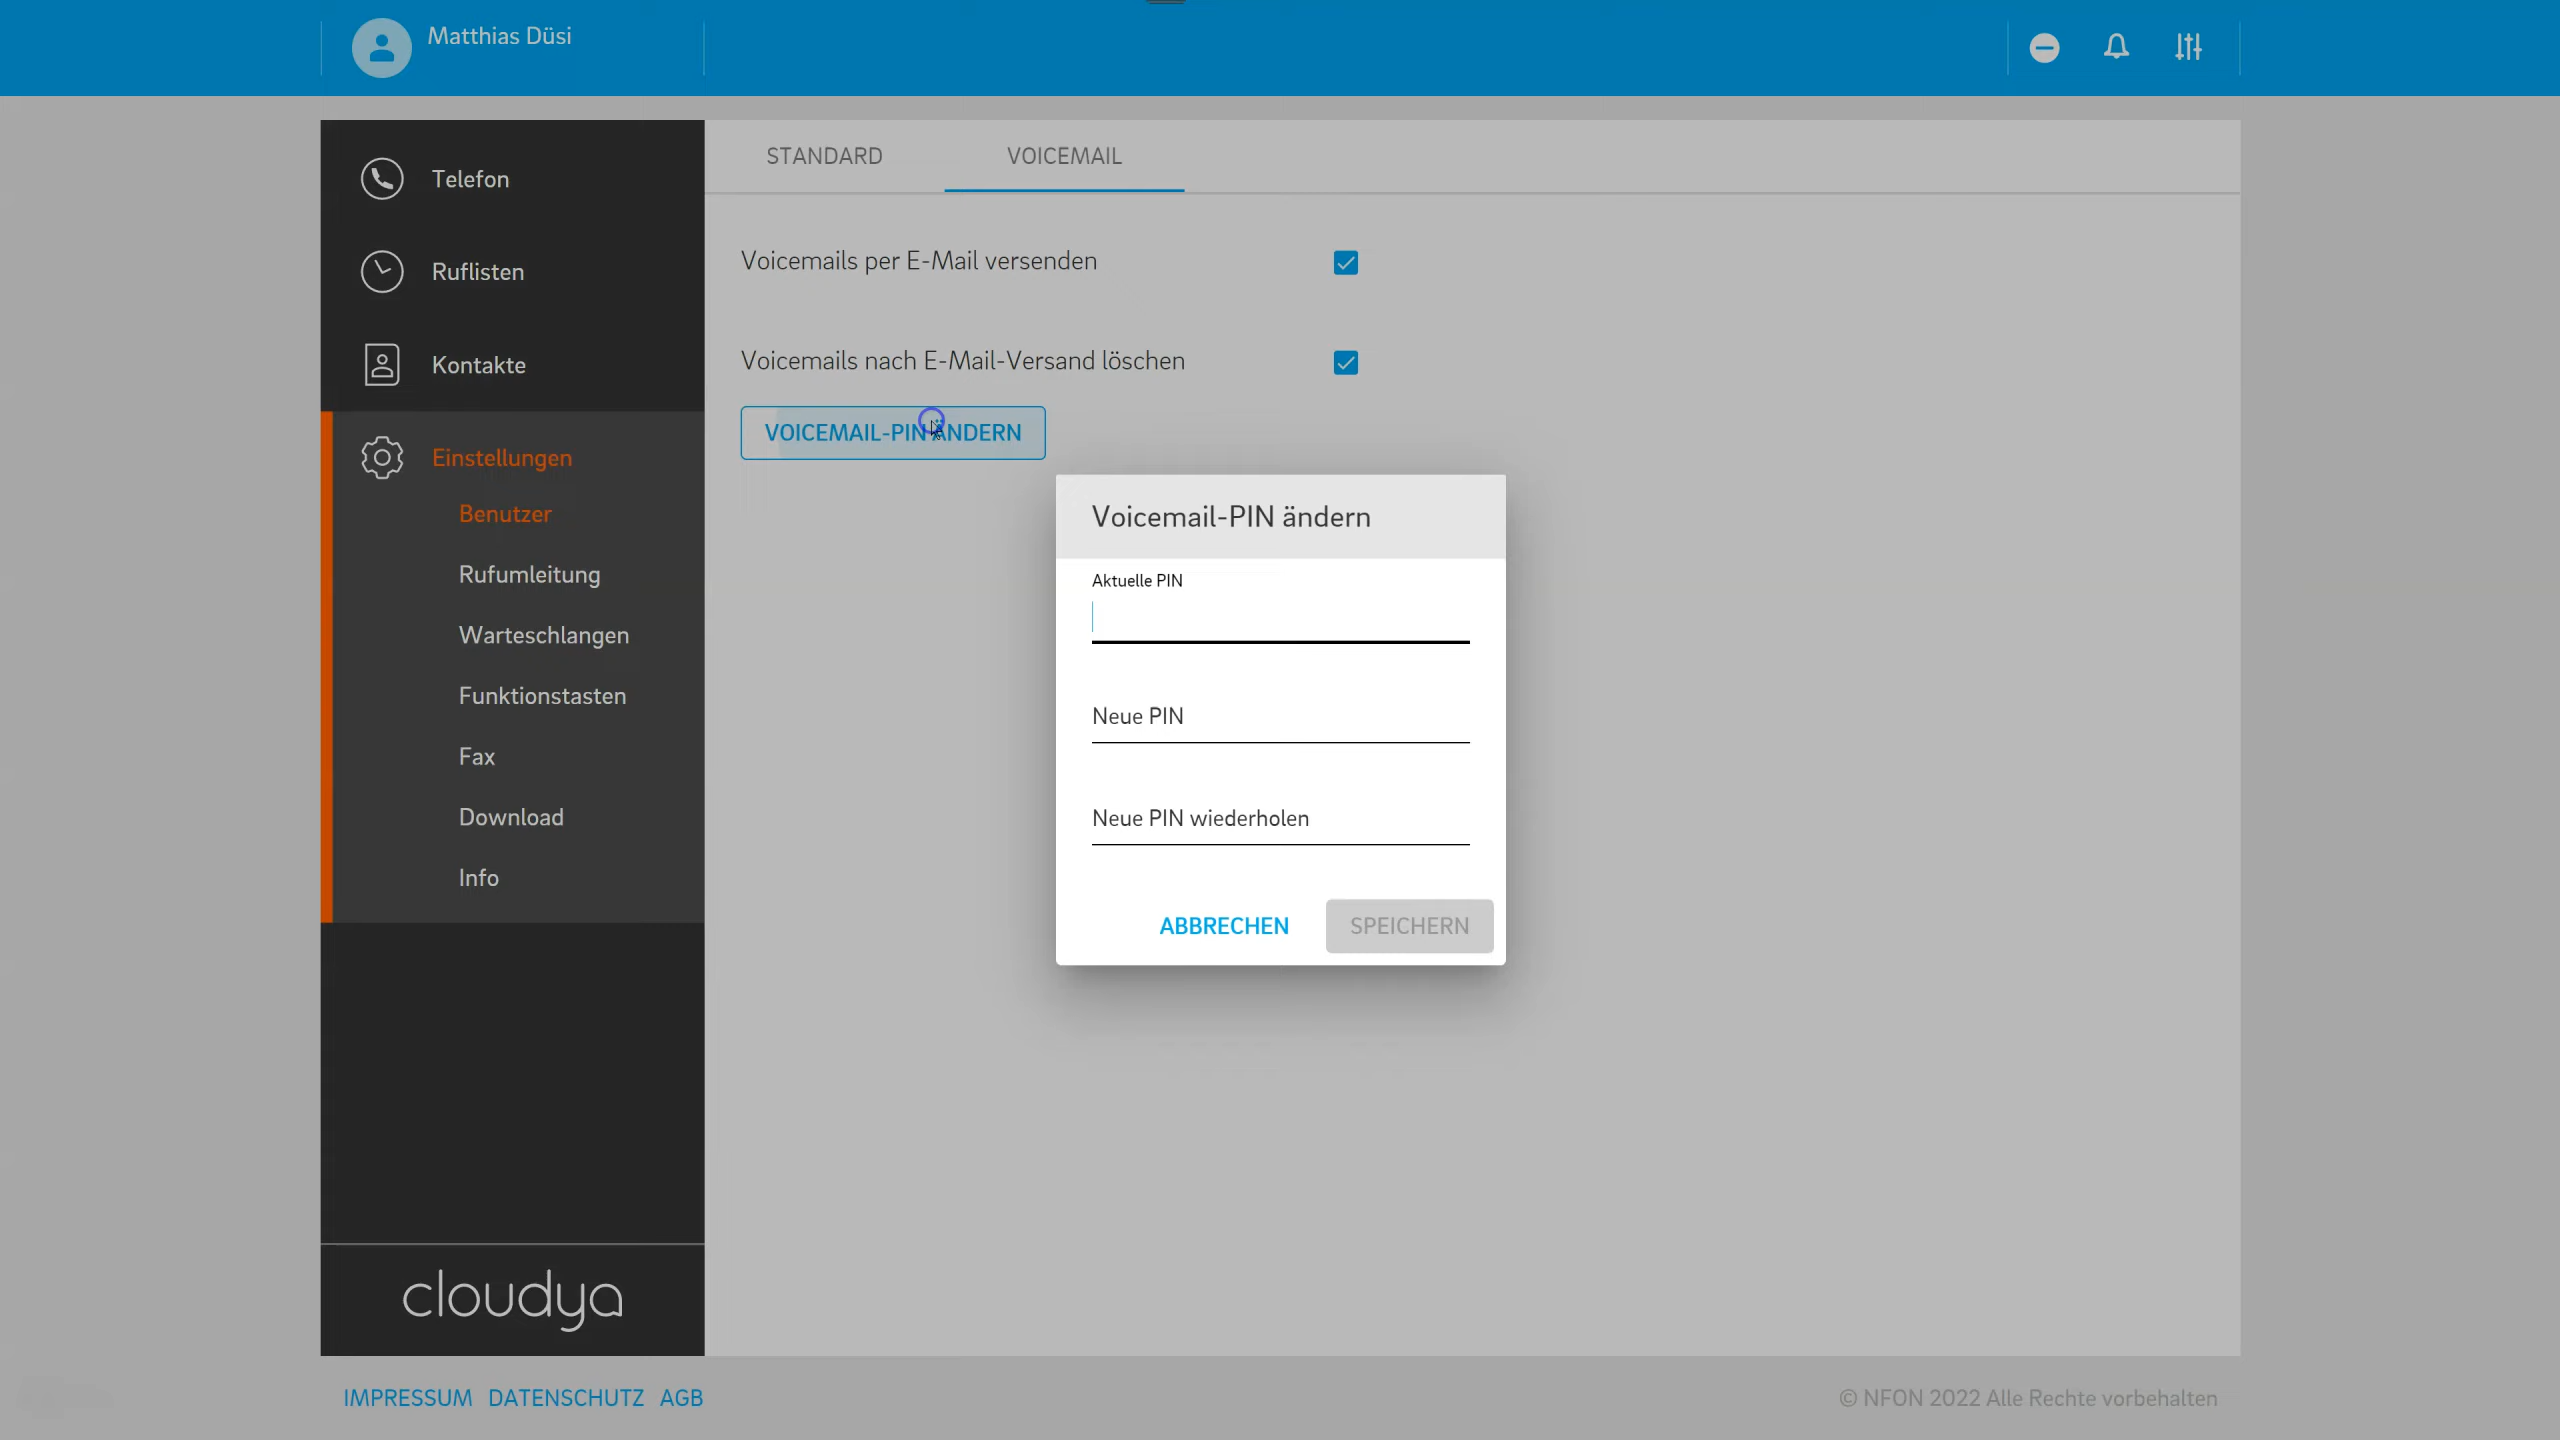 Matthias Düsi
Telefon
Ruflisten
Kontakte
Einstellungen
Benutzer
Rufumleitung
Warteschlangen
Funktionstasten
Fax
Download
Info
cloudya
STANDARD VOICEMAIL
Voicemails per E-Mail versenden
Voicemails nach E-Mail-Versand löschen
VOICEMAIL-PIN ÄNDERN
Voicemail-PIN ändern
Aktuelle PIN
Neue PIN
Neue PIN wiederholen
ABBRECHEN SPEICHERN
IMPRESSUM DATENSCHUTZ AGB
© NFON 2022 Alle Rechte vorbehalten